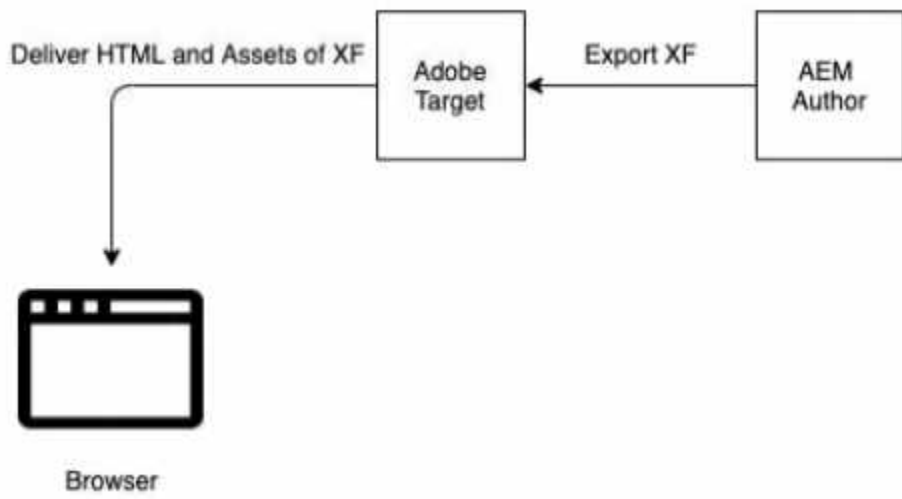 Deliver HTML and Assets of XF
Adobe
Target
Export XF
AEM
Author
Browser